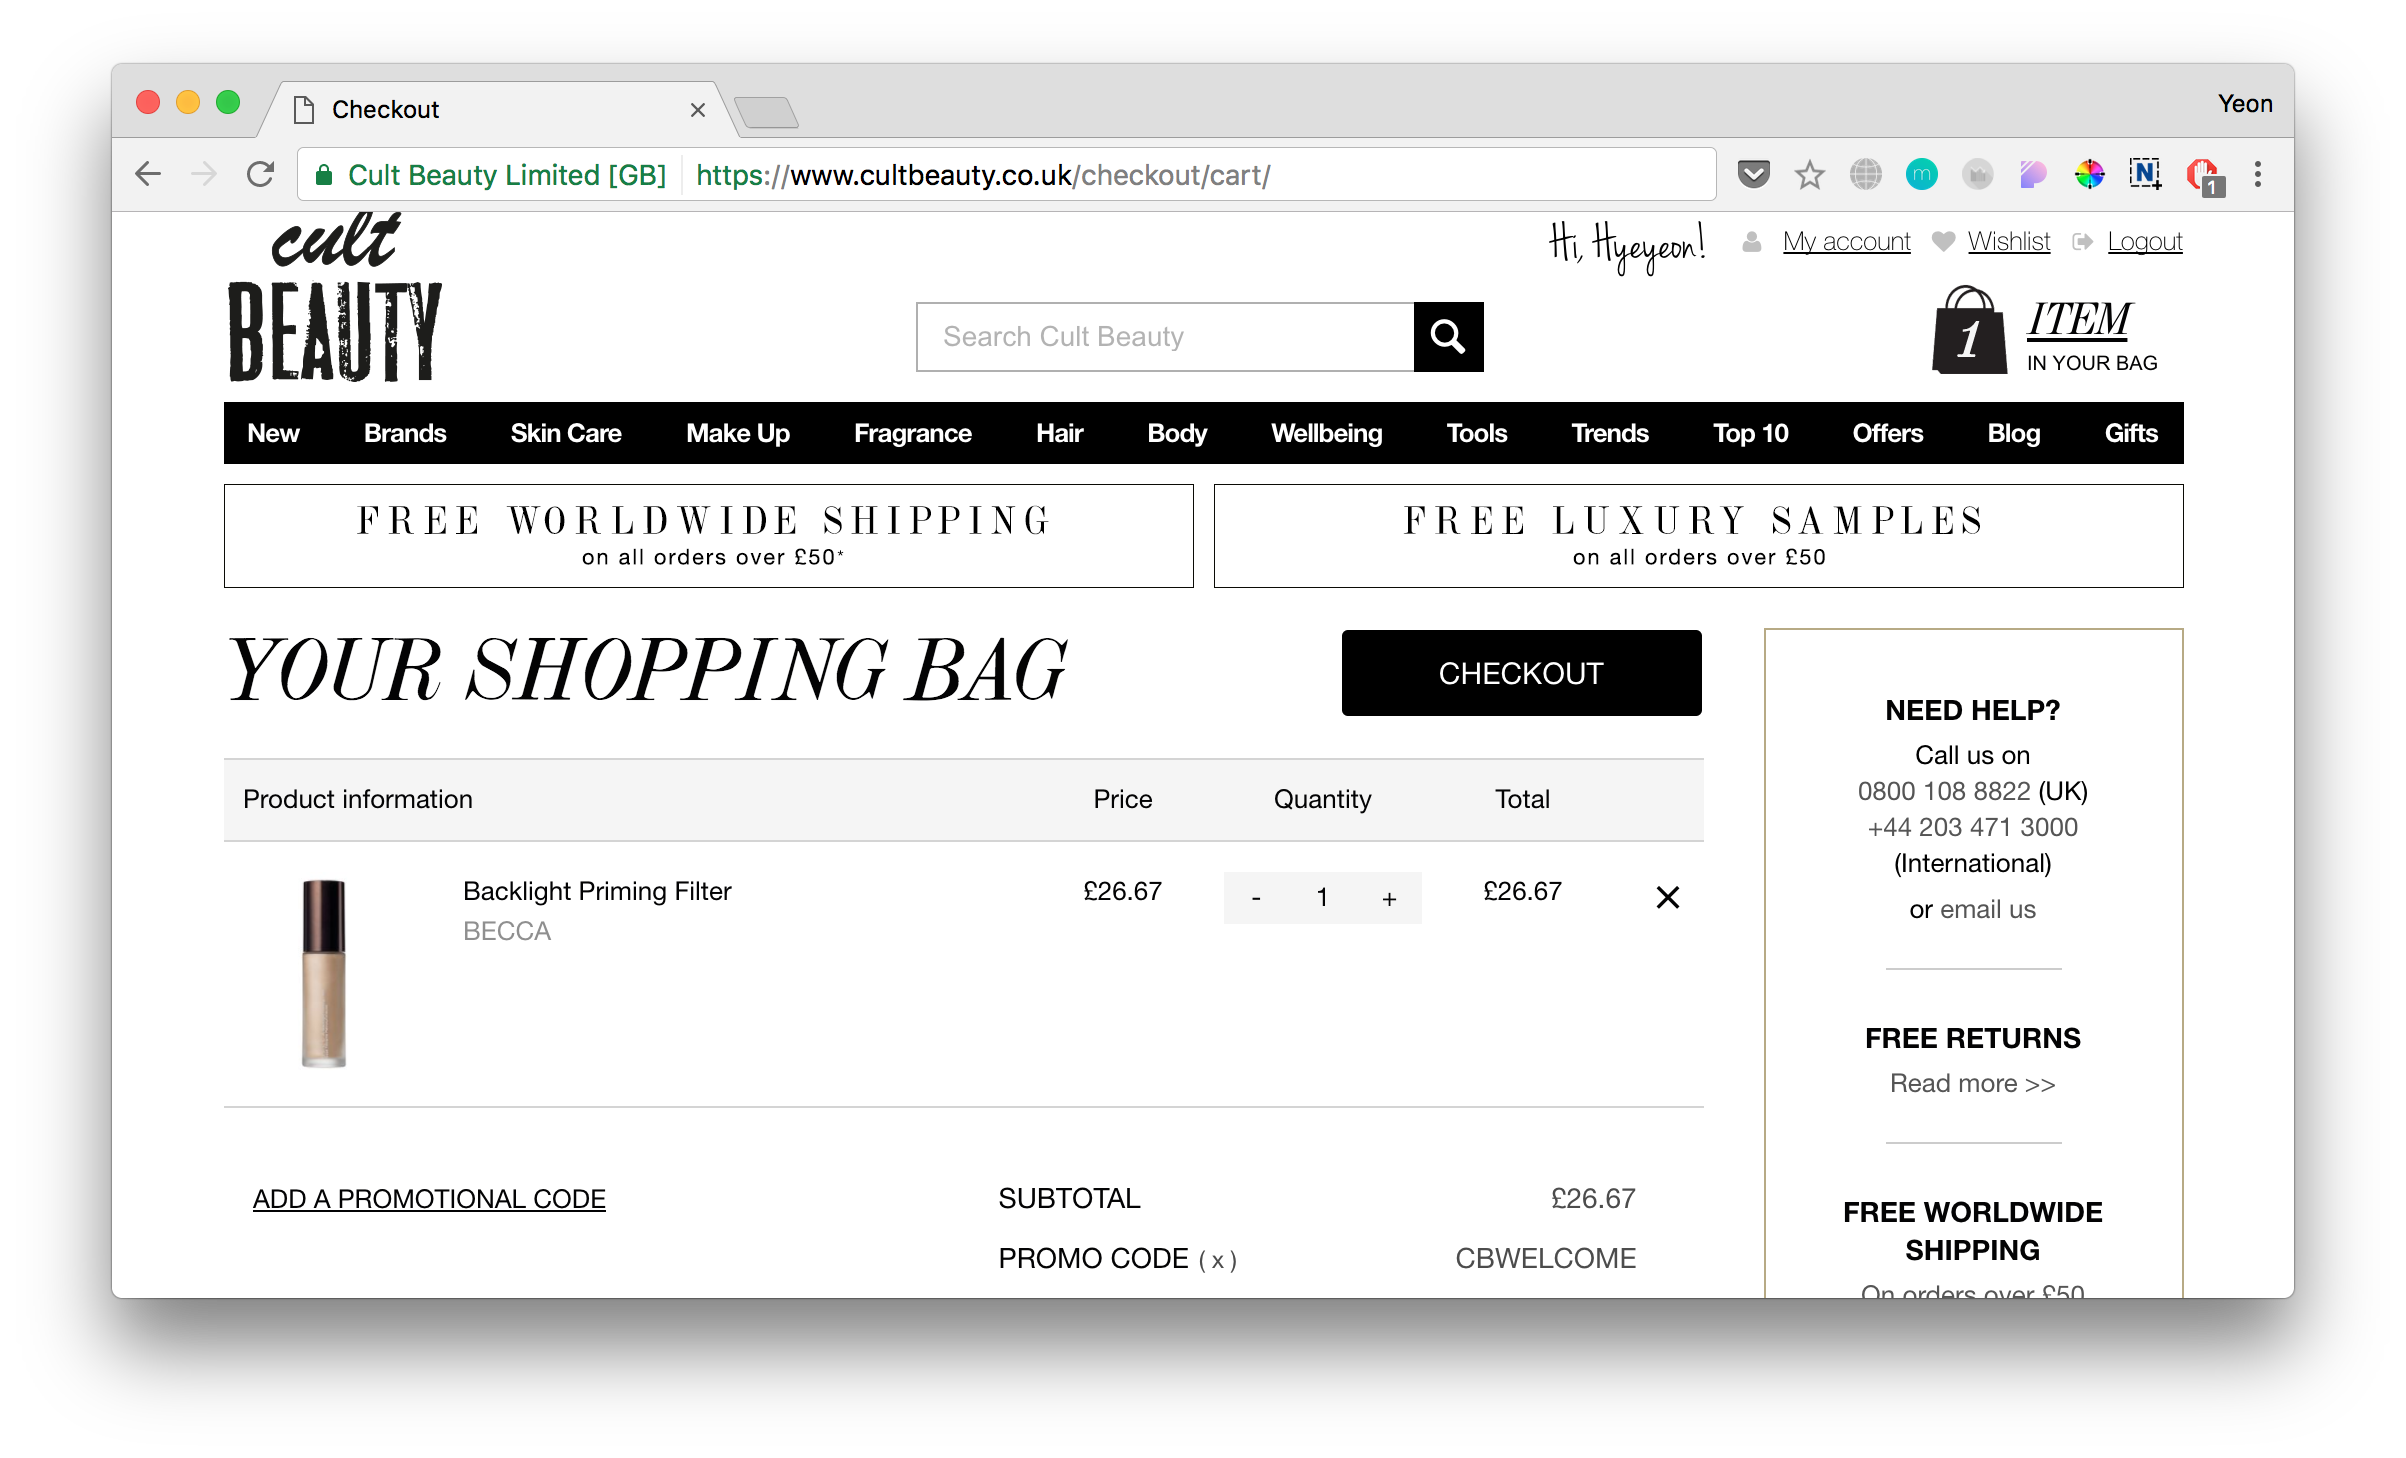 Checkout
Yeon
Cult Beauty Limited [GB] https://www.cultbeauty.co.uk/checkout/cart/
m
N
1
cult
BEAUTY
Hi, Hyeyeon!
My account Wishlist Logout
Search Cult Beauty
1 ITEM
IN YOUR BAG
New Brands Skin Care Make Up Fragrance Hair Body Wellbeing Tools Trends Top 10 Offers Blog Gifts
FREE WORLDWIDE SHIPPING
on all orders over £50*
FREE LUXURY SAMPLES
on all orders over £50
YOUR SHOPPING BAG
CHECKOUT
Product information Price Quantity Total
Backlight Priming Filter £26.67 - 1 + £26.67
BECCA
ADD A PROMOTIONAL CODE
SUBTOTAL £26.67
PROMO CODE ( x ) CBWELCOME
NEED HELP?
Call us on
0800 108 8822 (UK)
+44 203 471 3000
(International)
or email us
FREE RETURNS
Read more >>
FREE WORLDWIDE
SHIPPING
On orders over £50